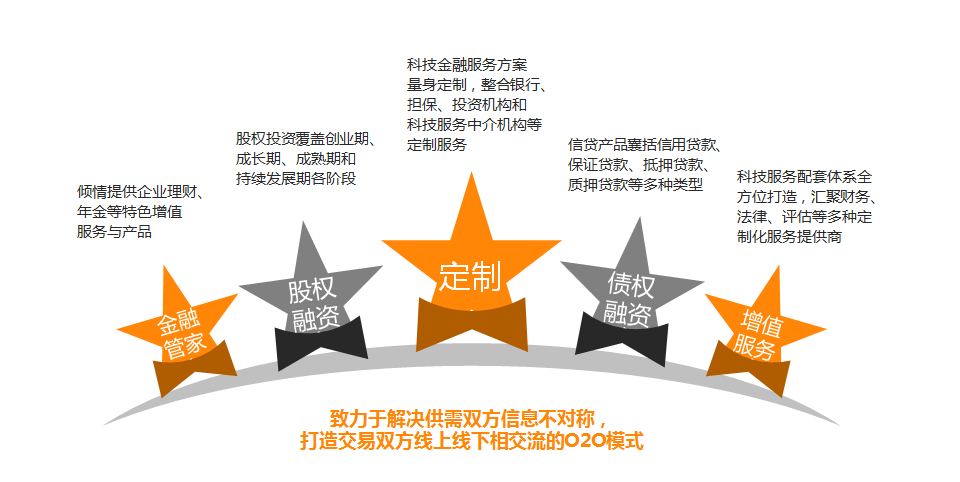 倾情提供企业理财、
年金等特色增值
服务与产品
金融
管家
股权投资覆盖创业期、
成长期、成熟期和
持续发展期各阶段
股权
融资
科技金融服务方案
量身定制，整合银行、
担保、投资机构和
科技服务中介机构等
定制服务
定制
信贷产品囊括信用贷款、
保证贷款、抵押贷款、
质押贷款等多种类型
债权
融资
科技服务配套体系全
方位打造，汇聚财务、
法律、评估等多种定
制化服务提供商
增值
服务
致力于解决供需双方信息不对称，
打造交易双方线上线下相交流的O2O模式